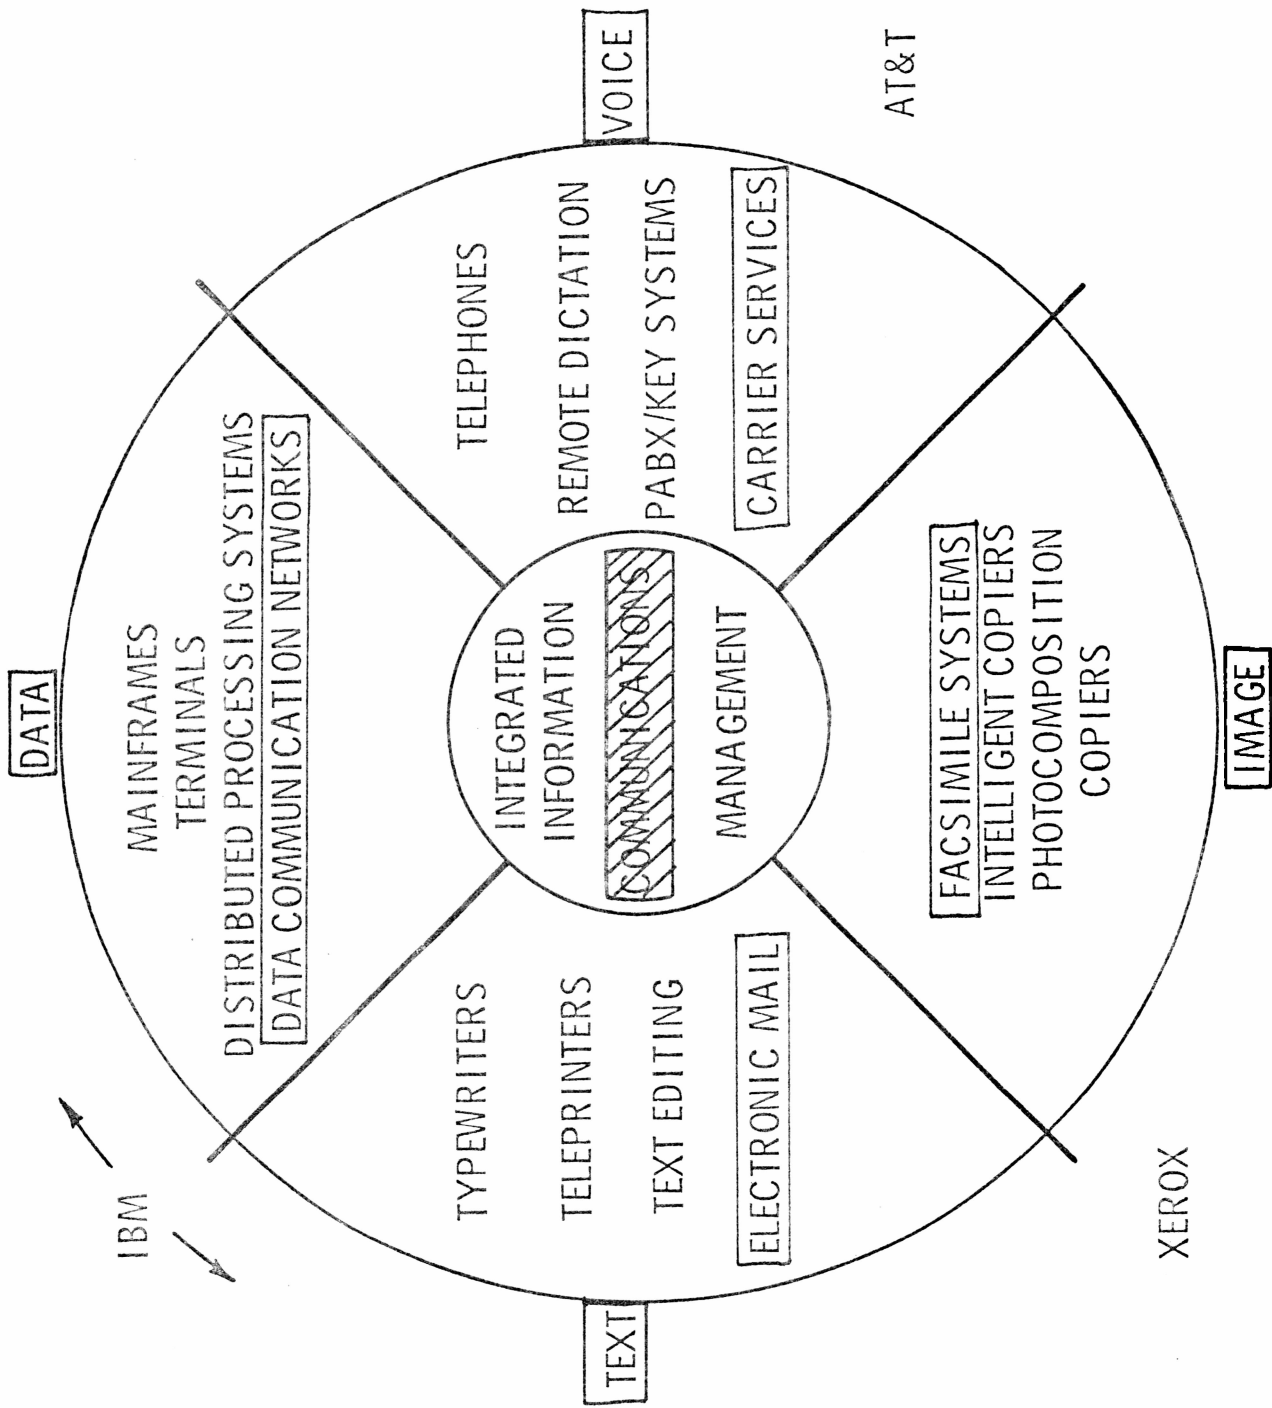 DATA
IBM
MAINFRAMES
TERMINALS
DISTRIBUTED PROCESSING SYSTEMS
DATA COMMUNICATION NETWORKS
TEXT
TYPEWRITERS
TELEPRINTERS
TEXT EDITING
ELECTRONIC MAIL
INTEGRATED
INFORMATION
COMMUNICATIONS
MANAGEMENT
VOICE
TELEPHONES
REMOTE DICTATION
PABX/KEY SYSTEMS
CARRIER SERVICES
AT&T
FACSIMILE SYSTEMS
INTELLIGENT COPIERS
PHOTOCOMPOSITION
COPIERS
XEROX
IMAGE